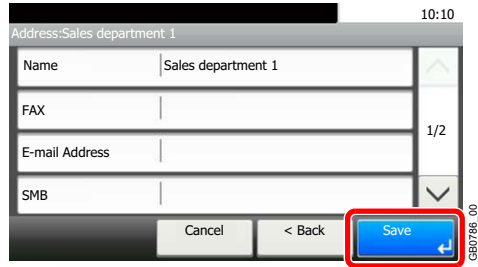 10:10
Address:Sales department 1
Name Sales department 1
FAX
1/2
E-mail Address
SMB
Cancel < Back Save
GB0786_00